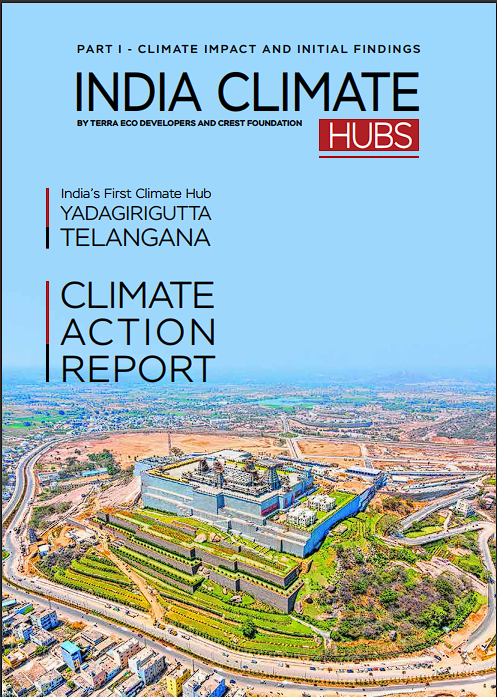 PART I - CLIMATE IMPACT AND INITIAL FINDINGS
INDIA CLIMATE
BY TERRA ECO DEVELOPERS AND CREST FOUNDATION
HUBS
India's First Climate Hub
YADAGIRIGUTTA
TELANGANA
CLIMATE
ACTION
REPORT